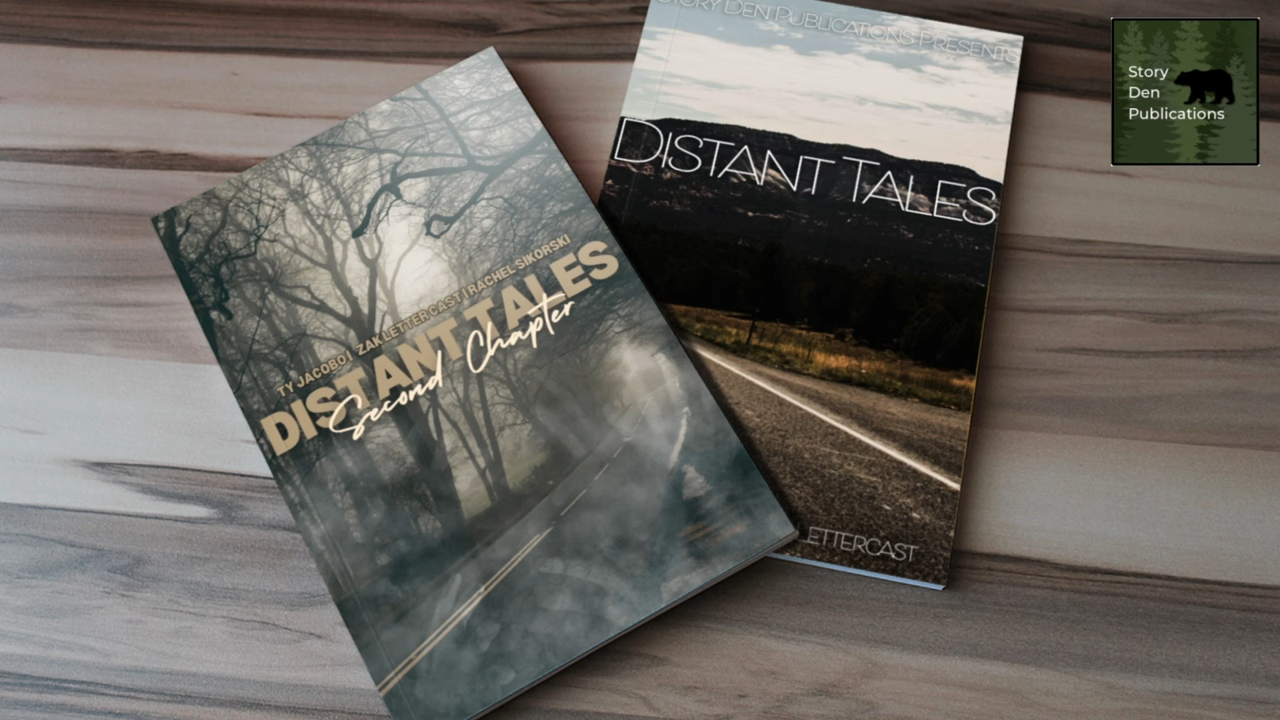 TY JACOBO | ZAK LETTER CAST | RACHEL SIKORSKI
DISTANT TALES
Second Chapter
STORY DEN PUBLICATIONS PRESENTS
DISTANT TALES
LETTERCAST
Story
Den
Publications